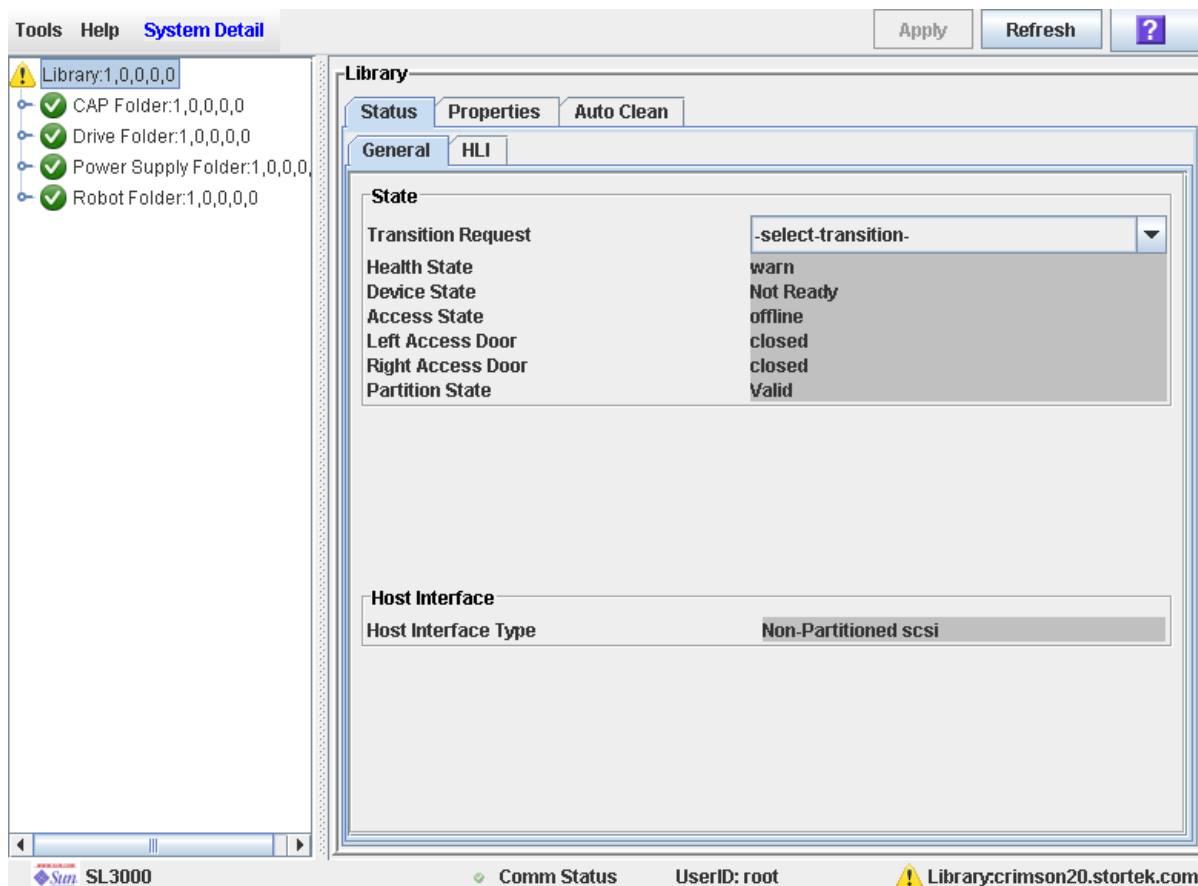 Tools Help System Detail Apply Refresh ?
Library:1,0,0,0,0
CAP Folder:1,0,0,0,0
Drive Folder:1,0,0,0,0
Power Supply Folder:1,0,0,0,
Robot Folder:1,0,0,0,0
Library
Status Properties Auto Clean
General HLI
State
Transition Request -select-transition-
Health State warn
Device State Not Ready
Access State offline
Left Access Door closed
Right Access Door closed
Partition State Valid
Host Interface
Host Interface Type Non-Partitioned scsi
Sun SL3000 Comm Status UserID: root Library:crimson20.stortek.com